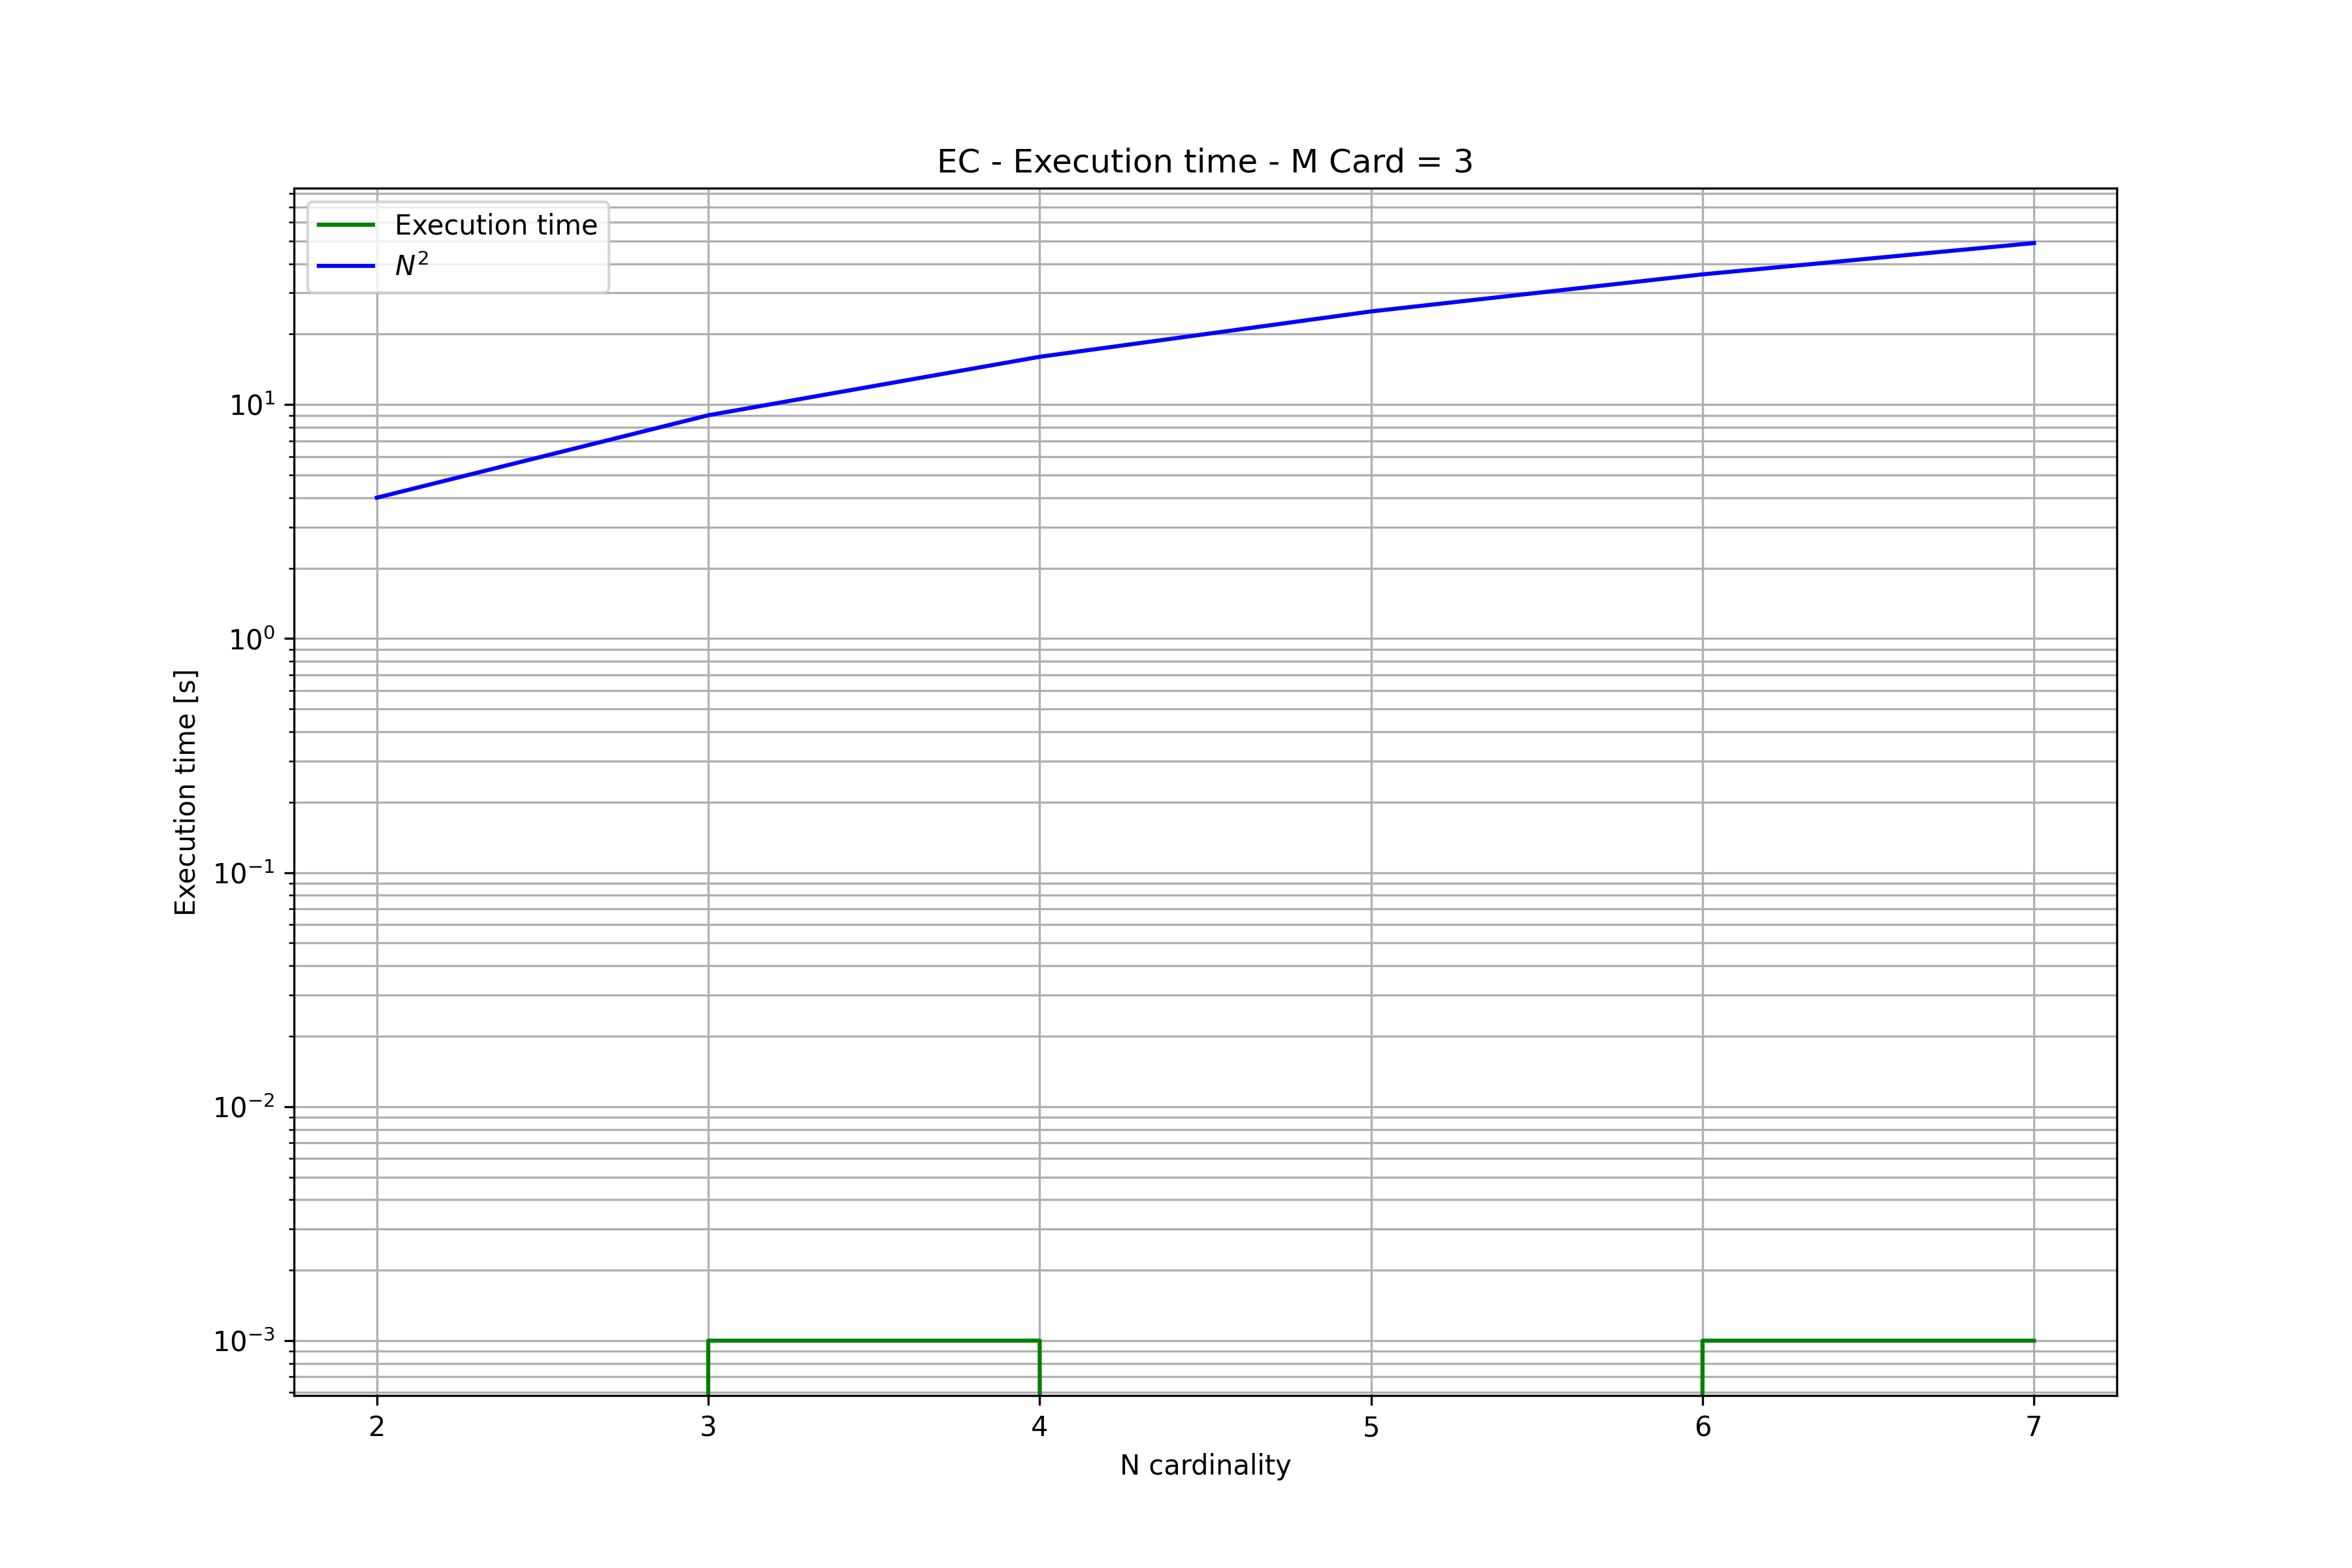 EC - Execution time - M Card = 3
Execution time
N²
10¹
10⁰
10⁻¹
10⁻²
10⁻³
Execution time [s]
2 3 4 5 6 7
N cardinality